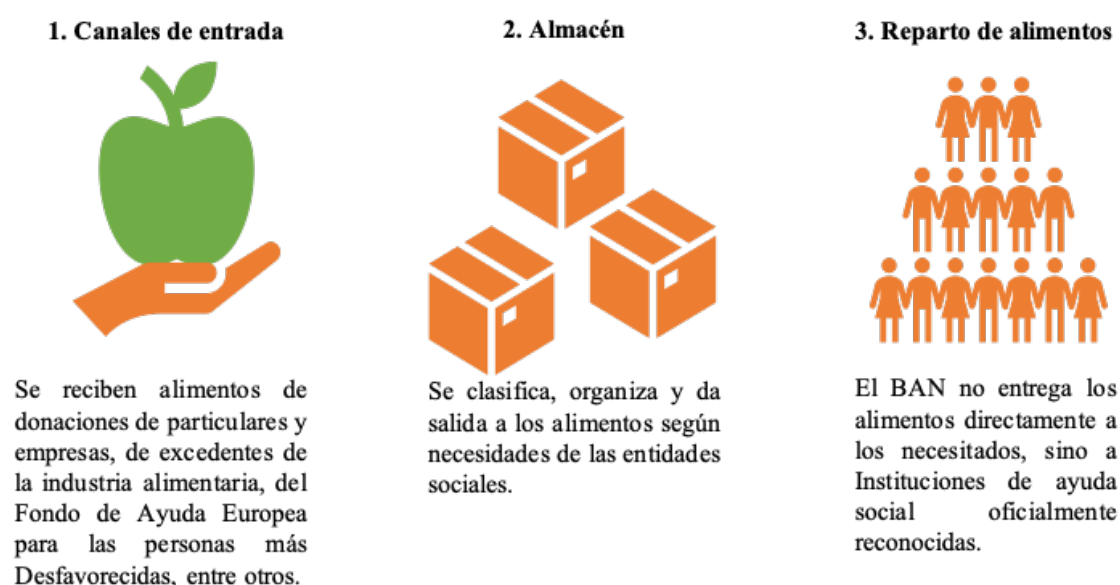 1. Canales de entrada
Se reciben alimentos de
donaciones de particulares y
empresas, de excedentes de
la industria alimentaria, del
Fondo de Ayuda Europea
para las personas más
Desfavorecidas, entre otros.
2. Almacén
Se clasifica, organiza y da
salida a los alimentos según
necesidades de las entidades
sociales.
3. Reparto de alimentos
El BAN no entrega los
alimentos directamente a
los necesitados, sino a
Instituciones de ayuda
social oficialmente
reconocidas.